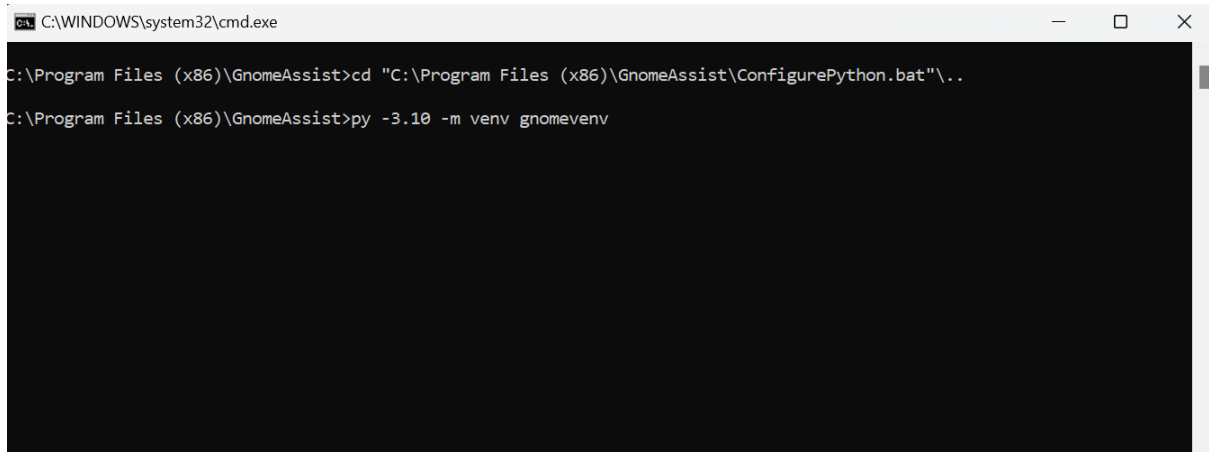 C:\WINDOWS\system32\cmd.exe
C:\Program Files (x86)\GnomeAssist>cd "C:\Program Files (x86)\GnomeAssist\ConfigurePython.bat"\..
C:\Program Files (x86)\GnomeAssist>py -3.10 -m venv gnomevenv